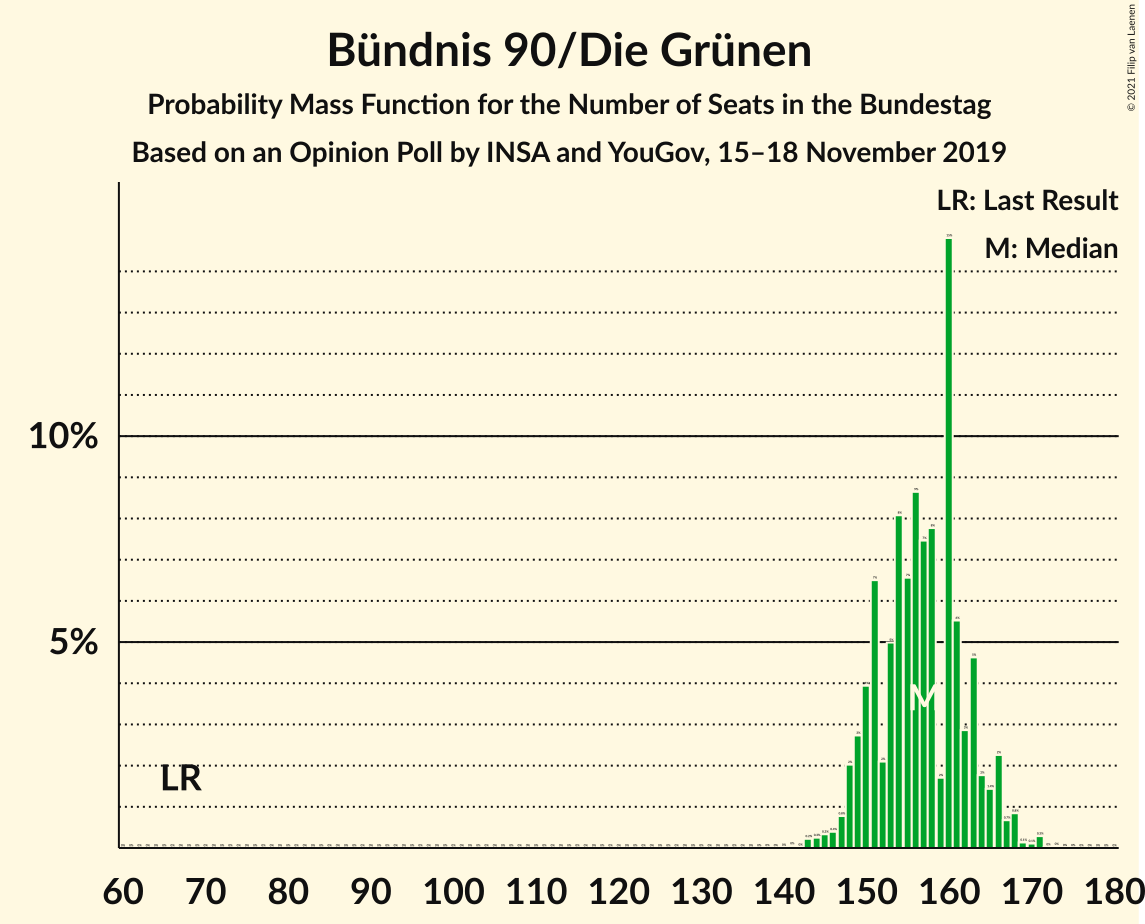 Bündnis 90/Die Grünen
Probability Mass Function for the Number of Seats in the Bundestag
Based on an Opinion Poll by INSA and YouGov, 15–18 November 2019
© 2021 Filip van Laenen
LR: Last Result
M: Median
10%
5%
M
LR
60 70 80 90 100 110 120 130 140 150 160 170 180